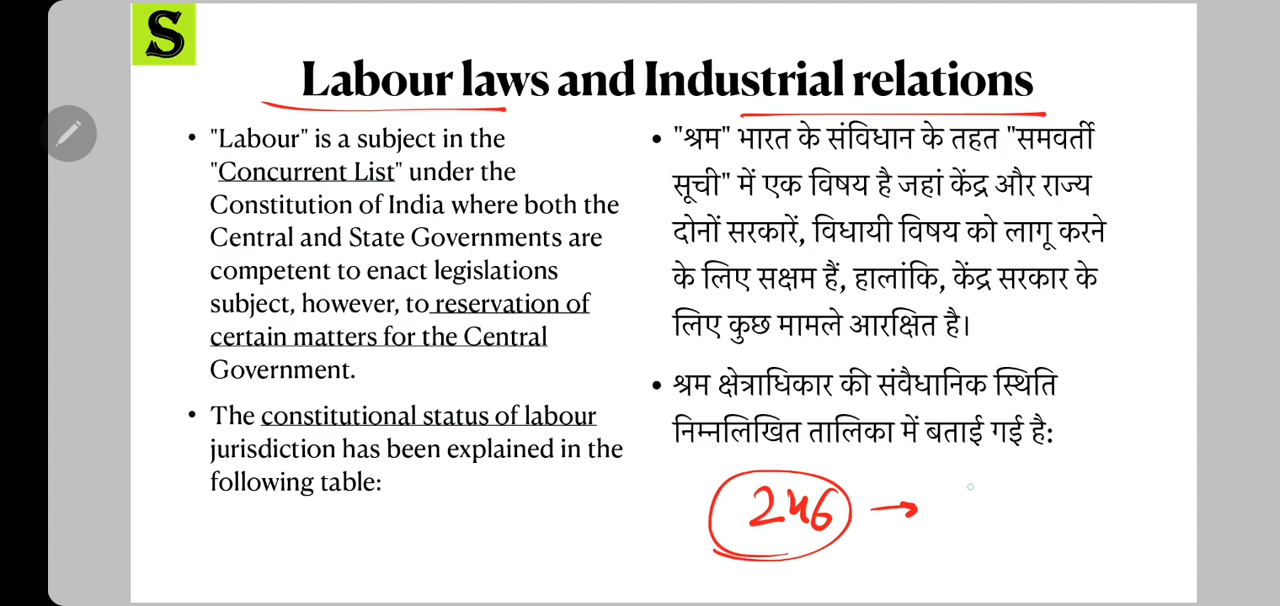 S
Labour laws and Industrial relations
• "Labour" is a subject in the
"Concurrent List" under the
Constitution of India where both the
Central and State Governments are
competent to enact legislations
subject, however, to reservation of
certain matters for the Central
Government.
• The constitutional status of labour
jurisdiction has been explained in the
following table:
• "श्रम" भारत के संविधान के तहत "समवर्ती
सूची" में एक विषय है जहां केंद्र और राज्य
दोनों सरकारें, विधायी विषय को लागू करने
के लिए सक्षम हैं, हालांकि, केंद्र सरकार के
लिए कुछ मामले आरक्षित है।
• श्रम क्षेत्राधिकार की संवैधानिक स्थिति
निम्नलिखित तालिका में बताई गई है:
246 →